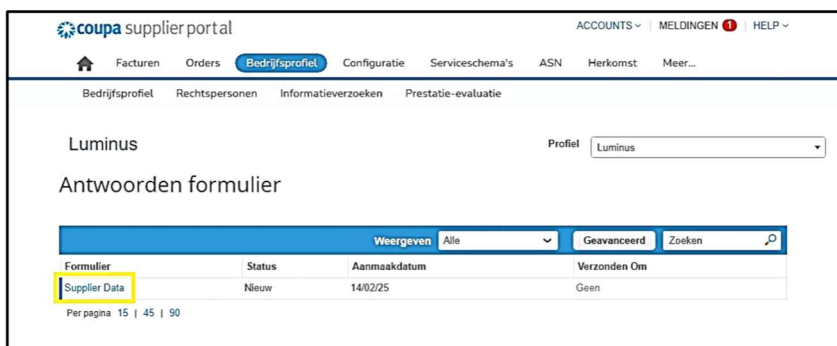 coupa supplier portal
ACCOUNTS MELDINGEN 1 HELP
Facturen Orders Bedrijfsprofiel Configuratie Serviceschema's ASN Herkomst Meer...
Bedrijfsprofiel Rechtspersonen Informatieverzoeken Prestatie-evaluatie
Luminus
Profiel Luminus
Antwoorden formulier
Weergeven Alle Geavanceerd Zoeken
Formulier Status Aanmaakdatum Verzonden Om
Supplier Data Nieuw 14/02/25 Geen
Per pagina 15 | 45 | 90